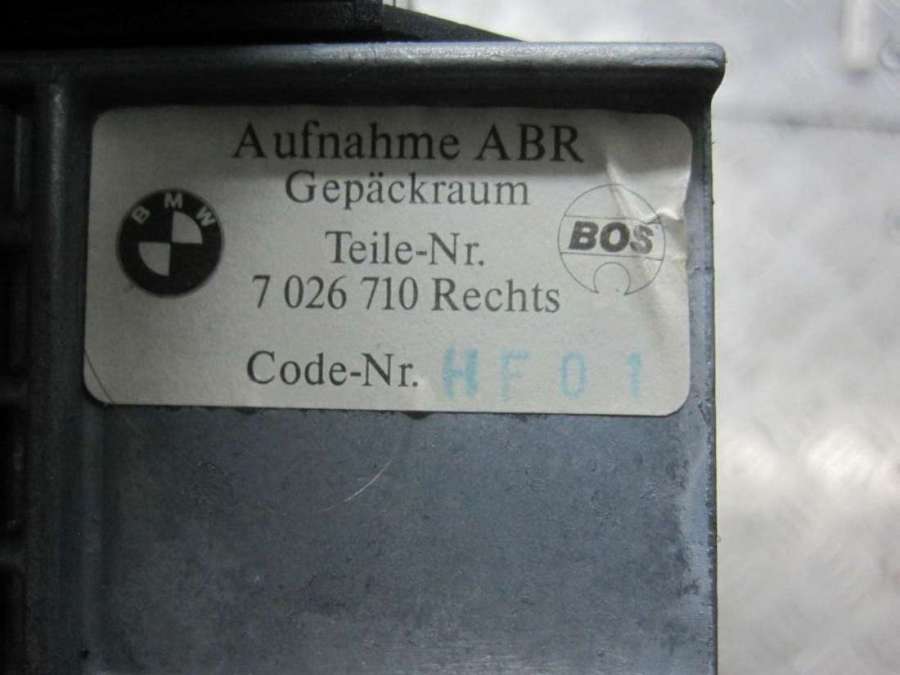 Aufnahme ABR
Gepäckraum
BMW
BOS
Teile-Nr.
7 026 710 Rechts
Code-Nr. HF01